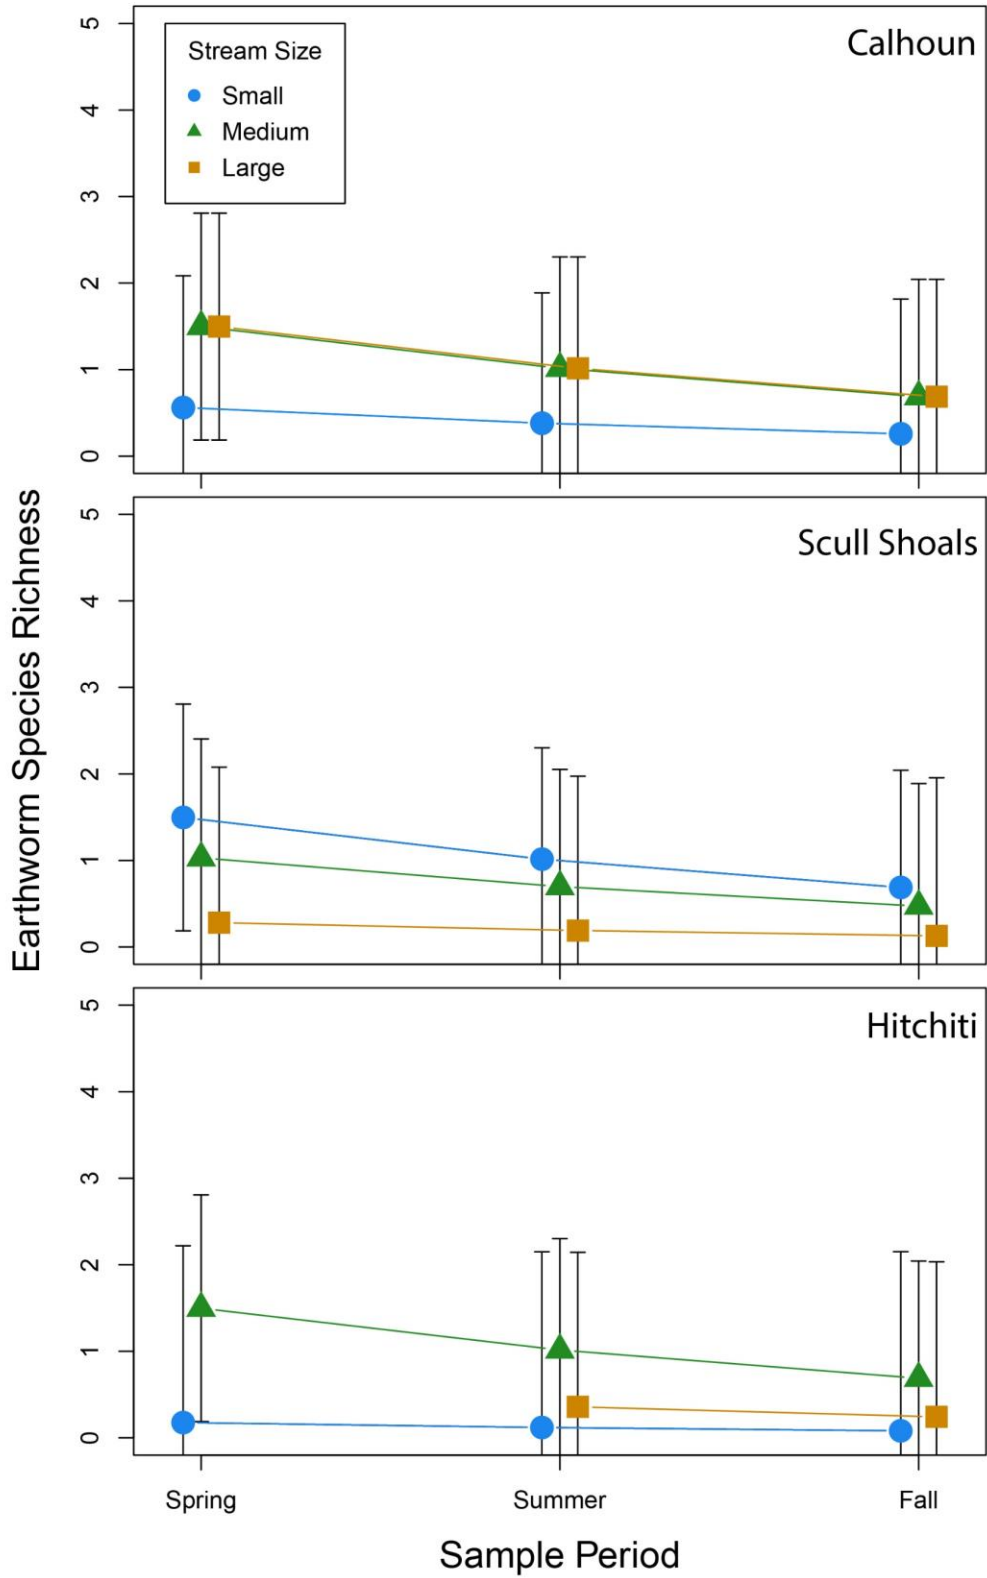 Calhoun
Stream Size
Small
Medium
Large
5
4
3
2
1
0
Scull Shoals
5
4
3
2
1
0
Hitchiti
5
4
3
2
1
0
Earthworm Species Richness
Spring Summer Fall
Sample Period